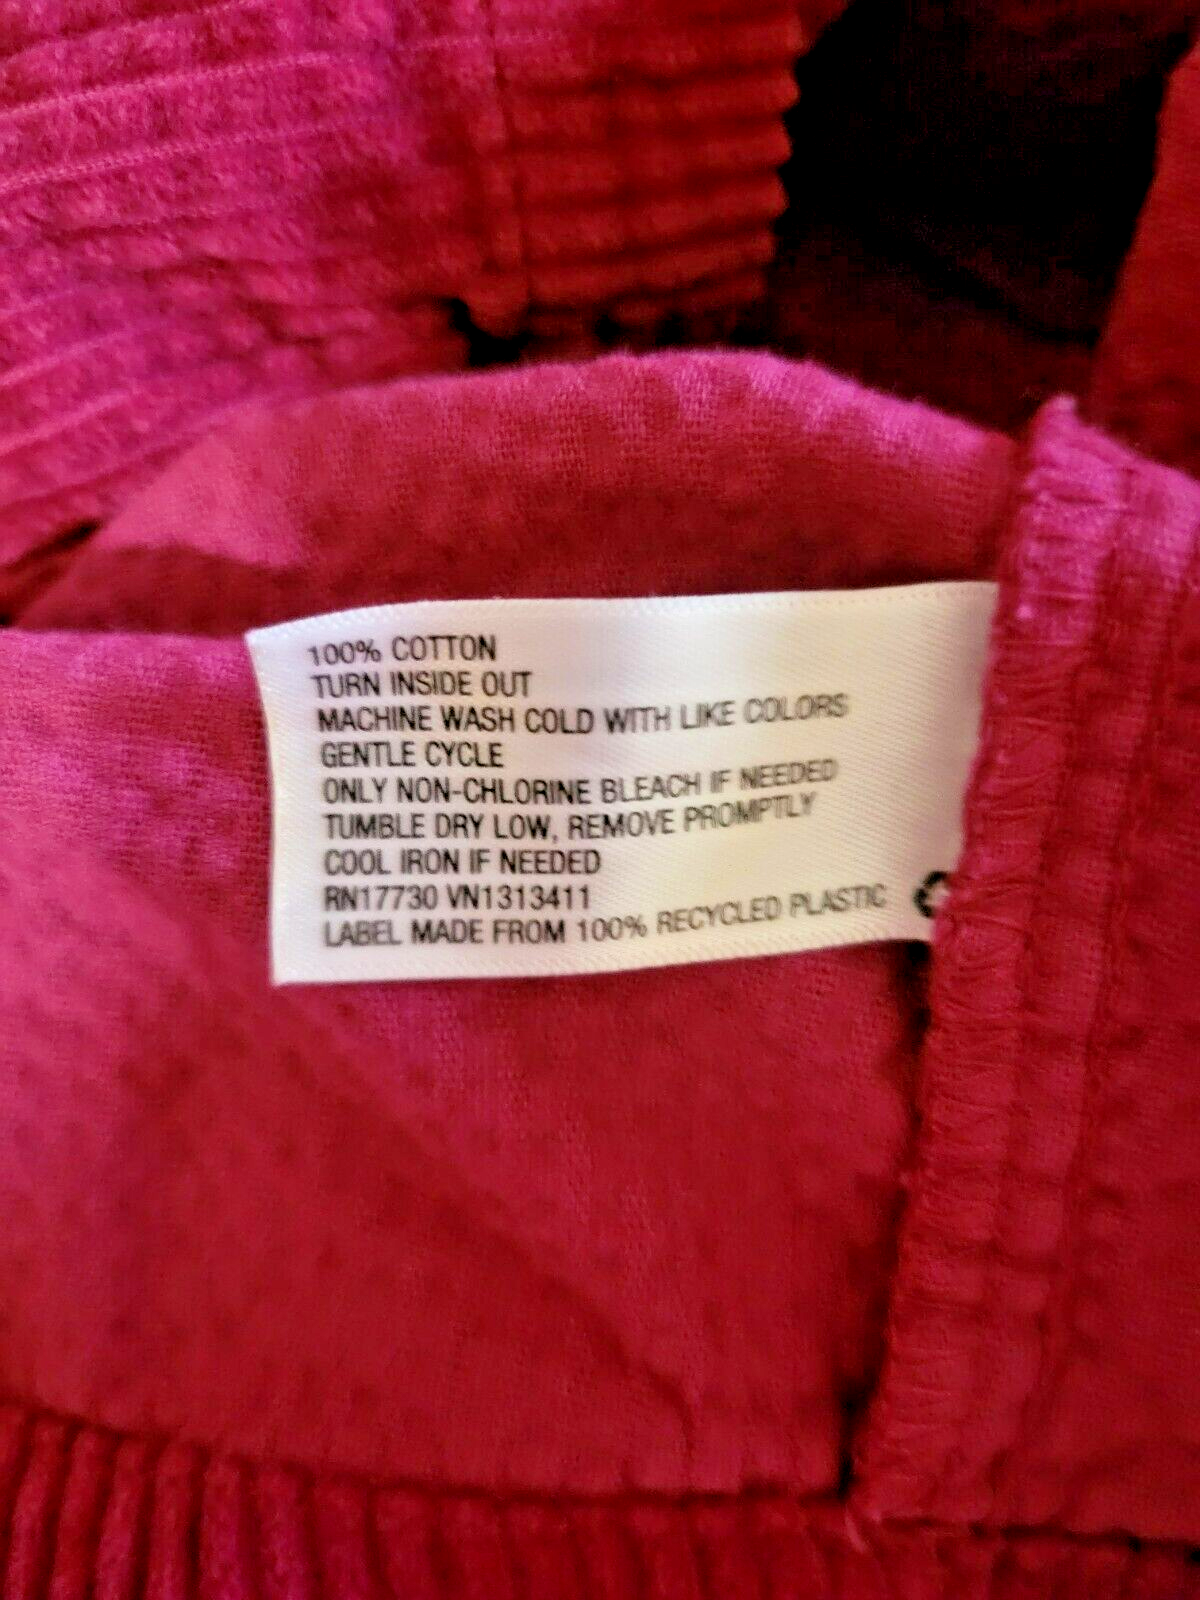 100% COTTON
TURN INSIDE OUT
MACHINE WASH COLD WITH LIKE COLORS
GENTLE CYCLE
ONLY NON-CHLORINE BLEACH IF NEEDED
TUMBLE DRY LOW, REMOVE PROMPTLY
COOL IRON IF NEEDED
RN17730 VN1313411
LABEL MADE FROM 100% RECYCLED PLASTIC